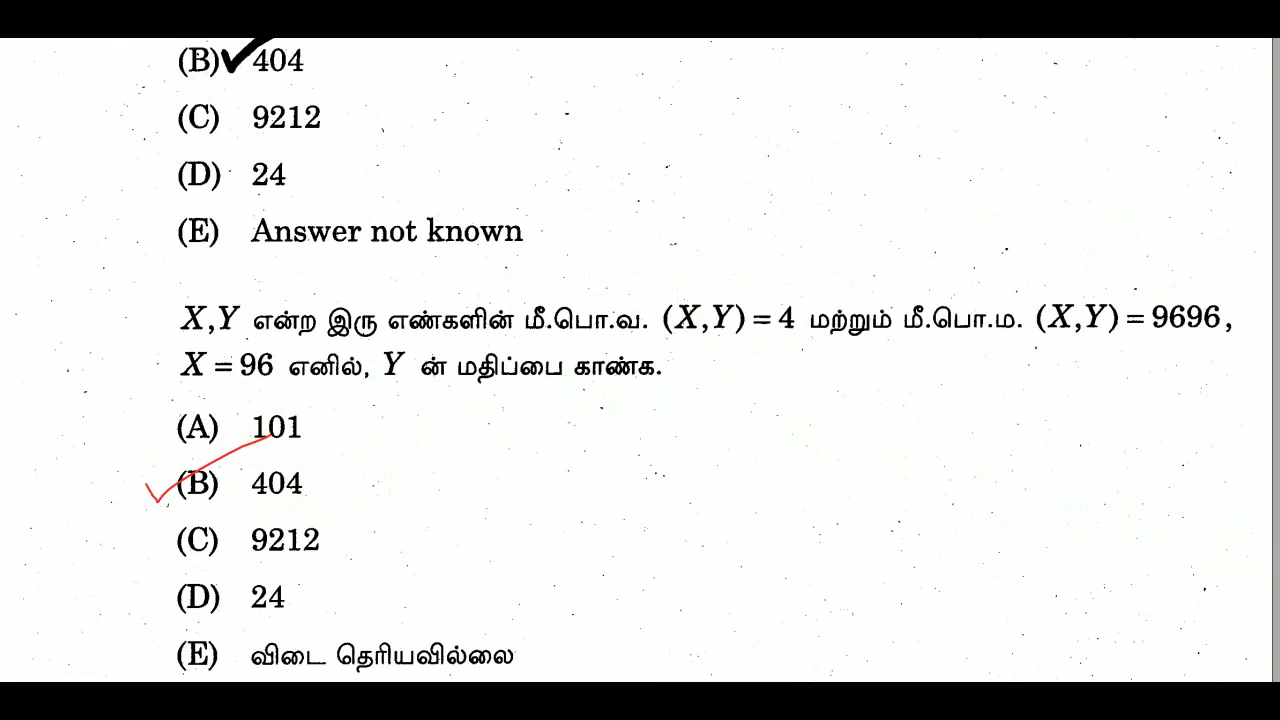 (B) 404
(C) 9212
(D) 24
(E) Answer not known
X,Y என்ற இரு எண்களின் மீ.பொ.வ. (X,Y) = 4 மற்றும் மீ.பொ.ம. (X,Y) = 9696,
X = 96 எனில், Y ன் மதிப்பை காண்க.
(A) 101
(B) 404
(C) 9212
(D) 24
(E) விடை தெரியவில்லை